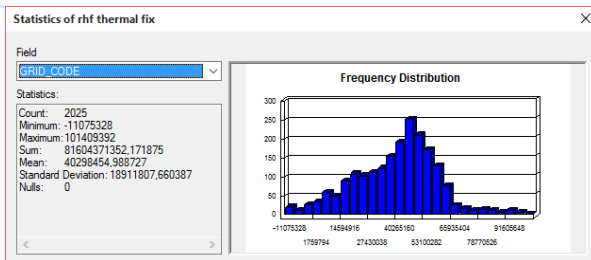 Statistics of rhf thermal fix
Field
GRID_CODE
Statistics:
Count: 2025
Minimum: -11075328
Maximum: 101409392
Sum: 81604371352,171875
Mean: 40298454,988727
Standard Deviation: 18911807,660387
Nulls: 0
Frequency Distribution
300
250
200
150
100
50
0
-11075328 14594916 40265160 65935404 91605648
1759794 27430038 53100282 78770526